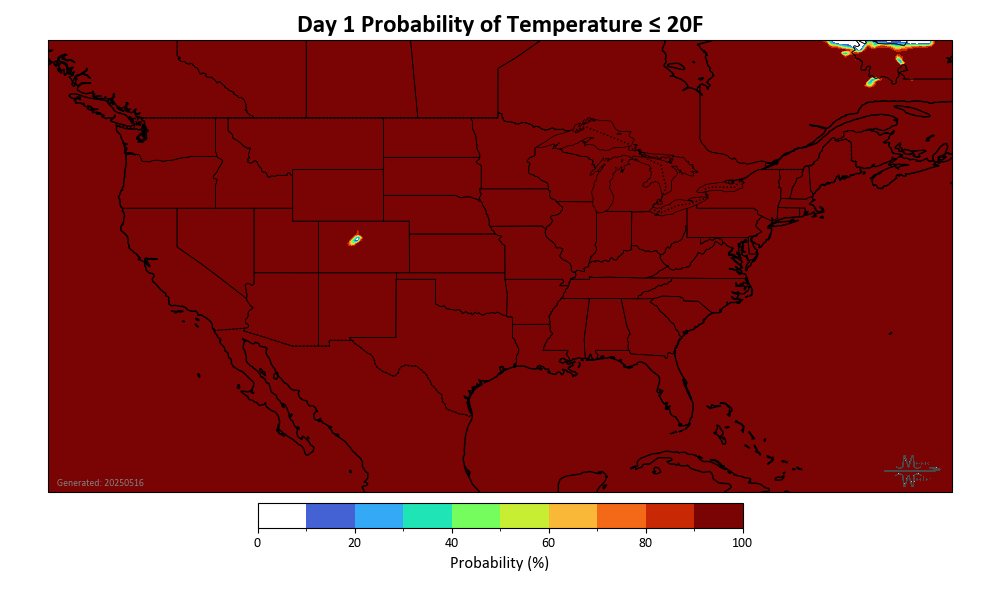 Day 1 Probability of Temperature ≤ 20F
Generated: 20250516
0 20 40 60 80 100
Probability (%)